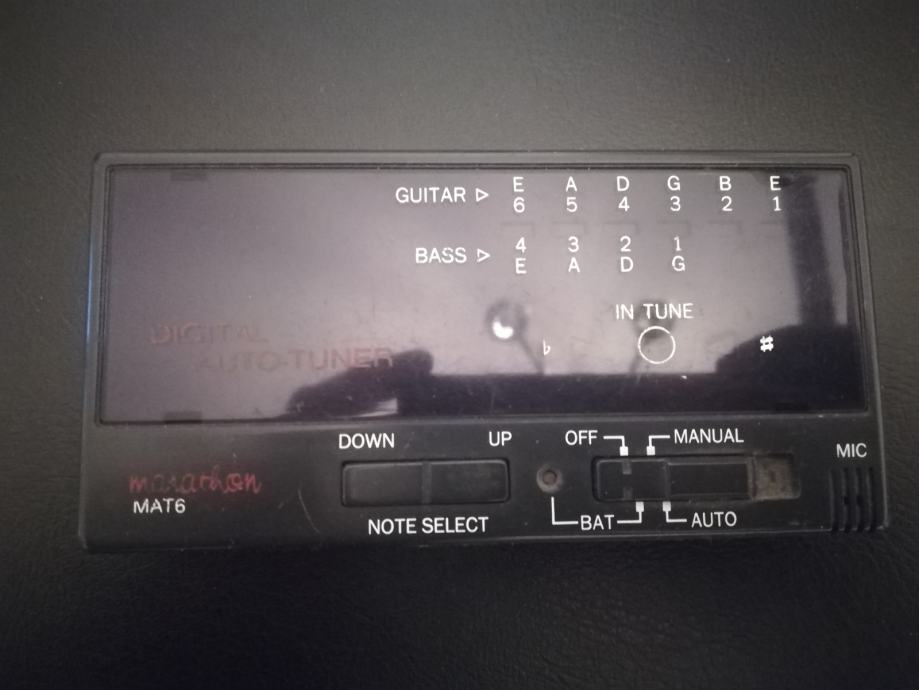 GUITAR ▷ E A D G B E
6 5 4 3 2 1
BASS ▷ 4 3 2 1
E A D G
IN TUNE
♭ ♯
DIGITAL
AUTO-TUNER
DOWN UP
OFF MANUAL
MIC
marathon
MAT6
NOTE SELECT
BAT AUTO